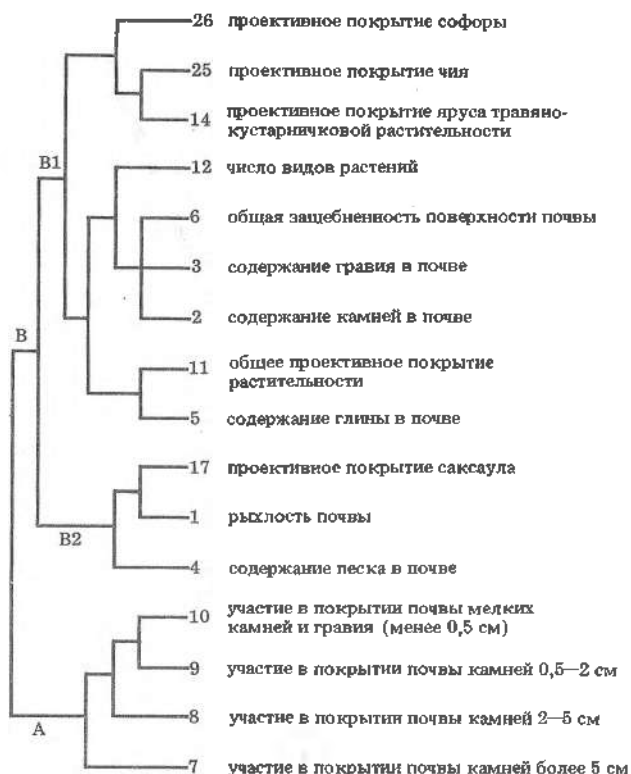 26 проективное покрытие софоры
25 проективное покрытие чия
14 проективное покрытие яруса травяно-
кустарничковой растительности
B1
12 число видов растений
6 общая защебненность поверхности почвы
3 содержание гравия в почве
2 содержание камней в почве
B
11 общее проективное покрытие
растительности
5 содержание глины в почве
17 проективное покрытие саксаула
1 рыхлость почвы
B2
4 содержание песка в почве
10 участие в покрытии почвы мелких
камней и гравия (менее 0,5 см)
9 участие в покрытии почвы камней 0,5—2 см
8 участие в покрытии почвы камней 2—5 см
A
7 участие в покрытии почвы камней более 5 см